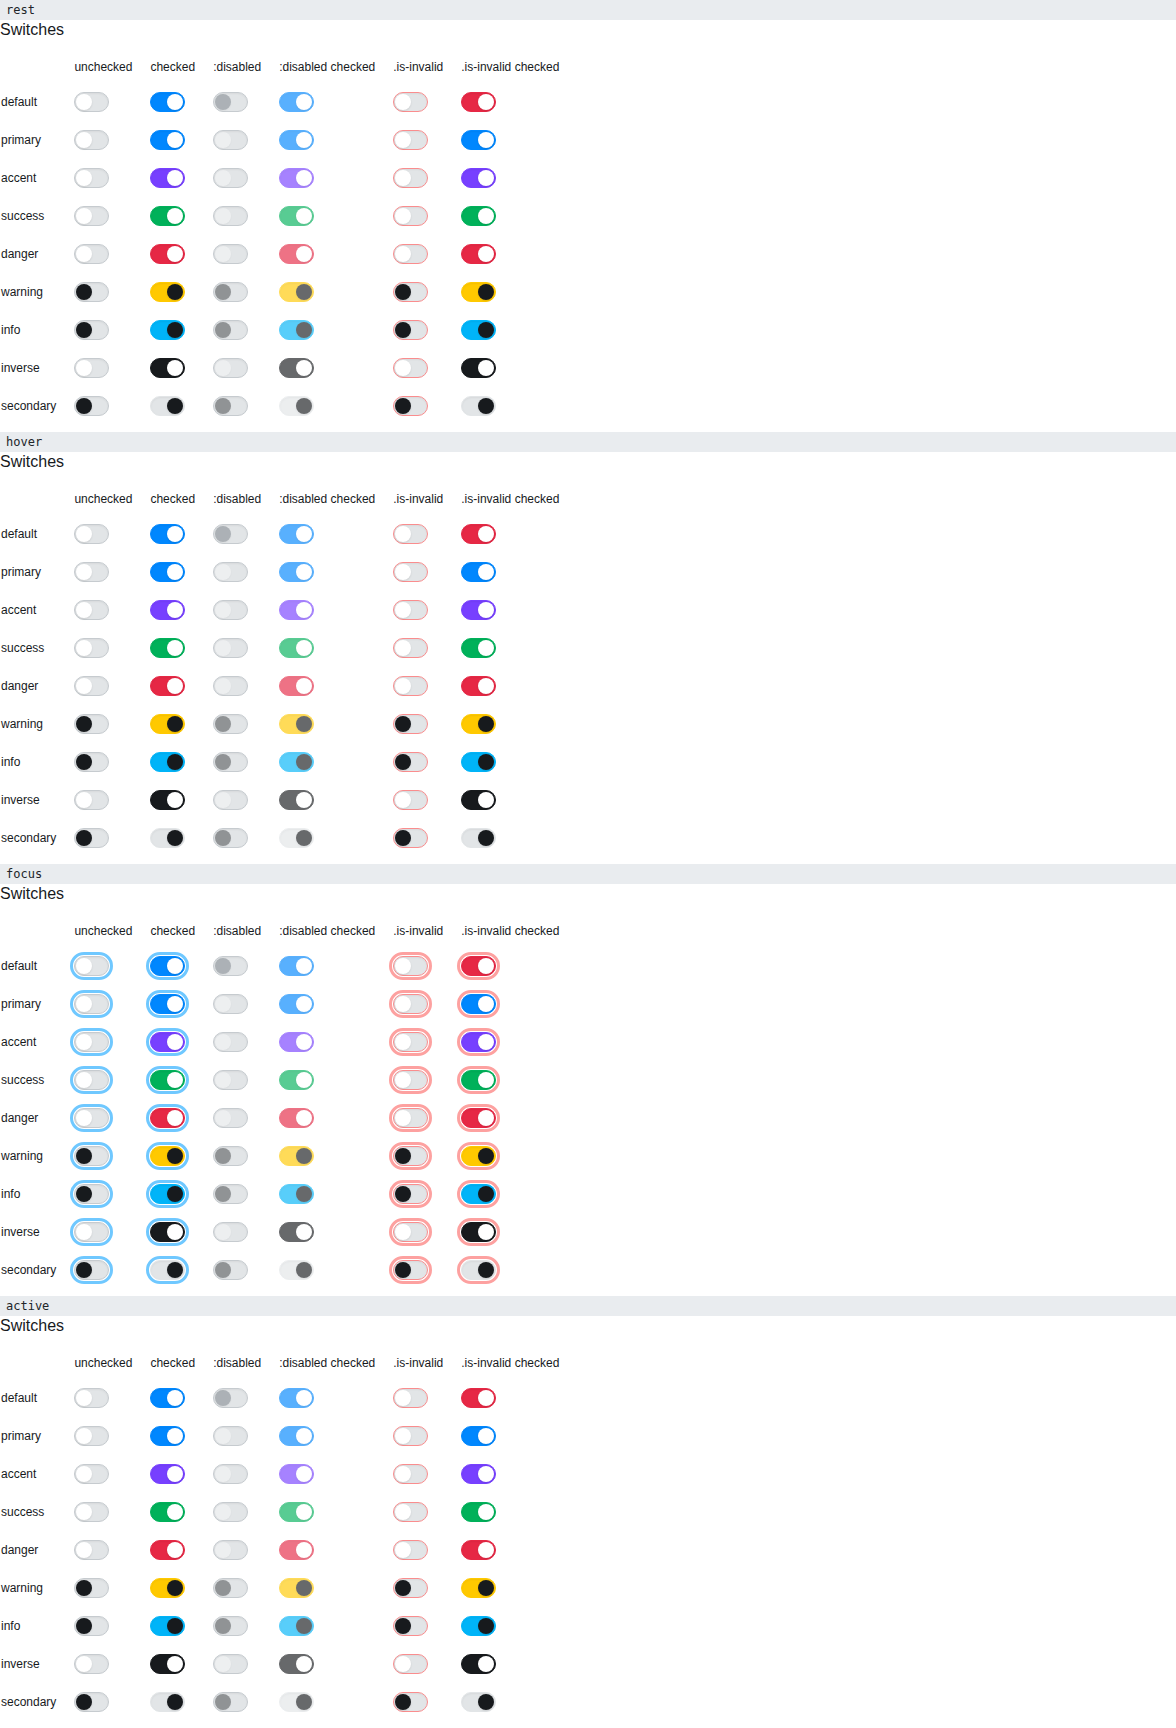 rest
Switches
unchecked checked :disabled :disabled checked .is-invalid .is-invalid checked
default
primary
accent
success
danger
warning
info
inverse
secondary
hover
Switches
unchecked checked :disabled :disabled checked .is-invalid .is-invalid checked
default
primary
accent
success
danger
warning
info
inverse
secondary
focus
Switches
unchecked checked :disabled :disabled checked .is-invalid .is-invalid checked
default
primary
accent
success
danger
warning
info
inverse
secondary
active
Switches
unchecked checked :disabled :disabled checked .is-invalid .is-invalid checked
default
primary
accent
success
danger
warning
info
inverse
secondary